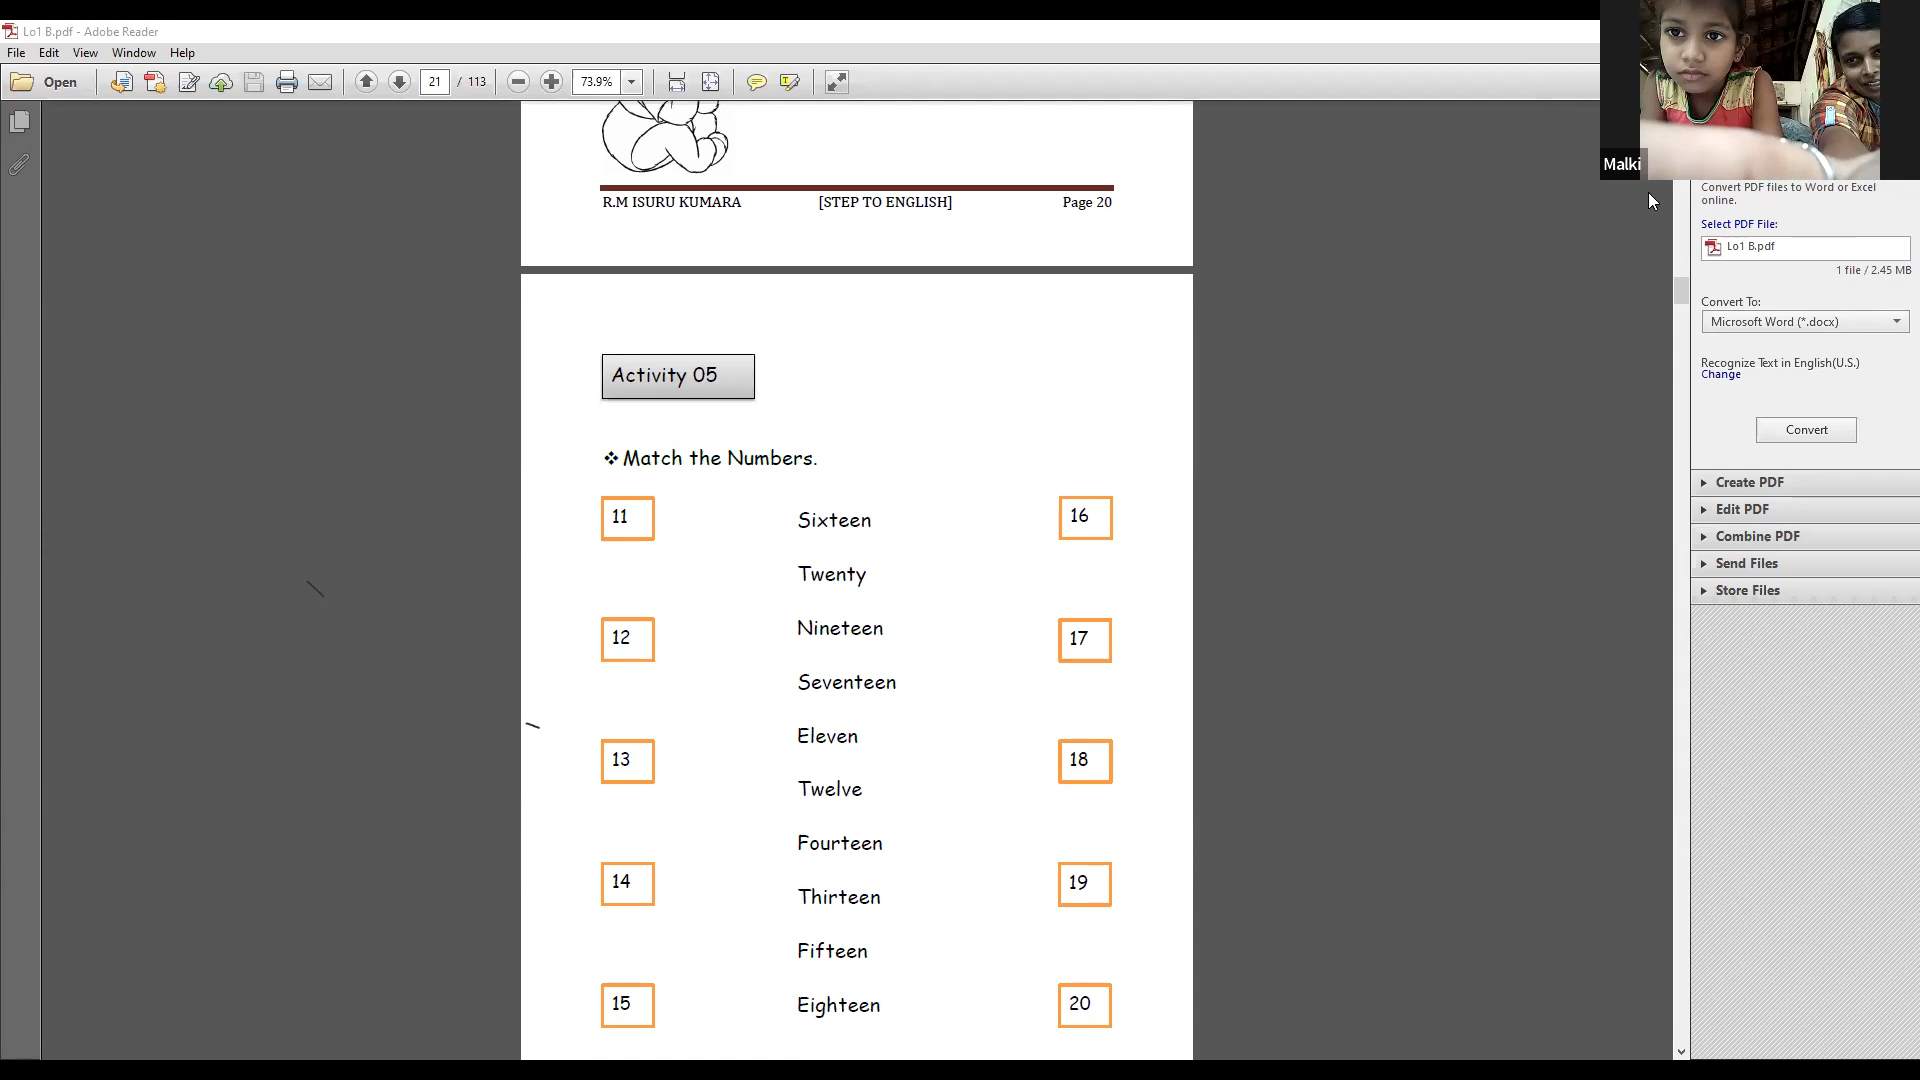 Lo1 B.pdf - Adobe Reader
File Edit View Window Help
Open 21 / 113 73.9%
Malki
R.M ISURU KUMARA [STEP TO ENGLISH] Page 20
Convert PDF files to Word or Excel
online.
Select PDF File:
Lo1 B.pdf
1 file / 2.45 MB
Convert To:
Microsoft Word (*.docx)
Recognize Text in English(U.S.)
Change
Convert
Create PDF
Edit PDF
Combine PDF
Send Files
Store Files
Activity 05
❖ Match the Numbers.
11 Sixteen 16
Twenty
12 Nineteen 17
Seventeen
Eleven
13 18
Twelve
Fourteen
14 Thirteen 19
Fifteen
15 Eighteen 20